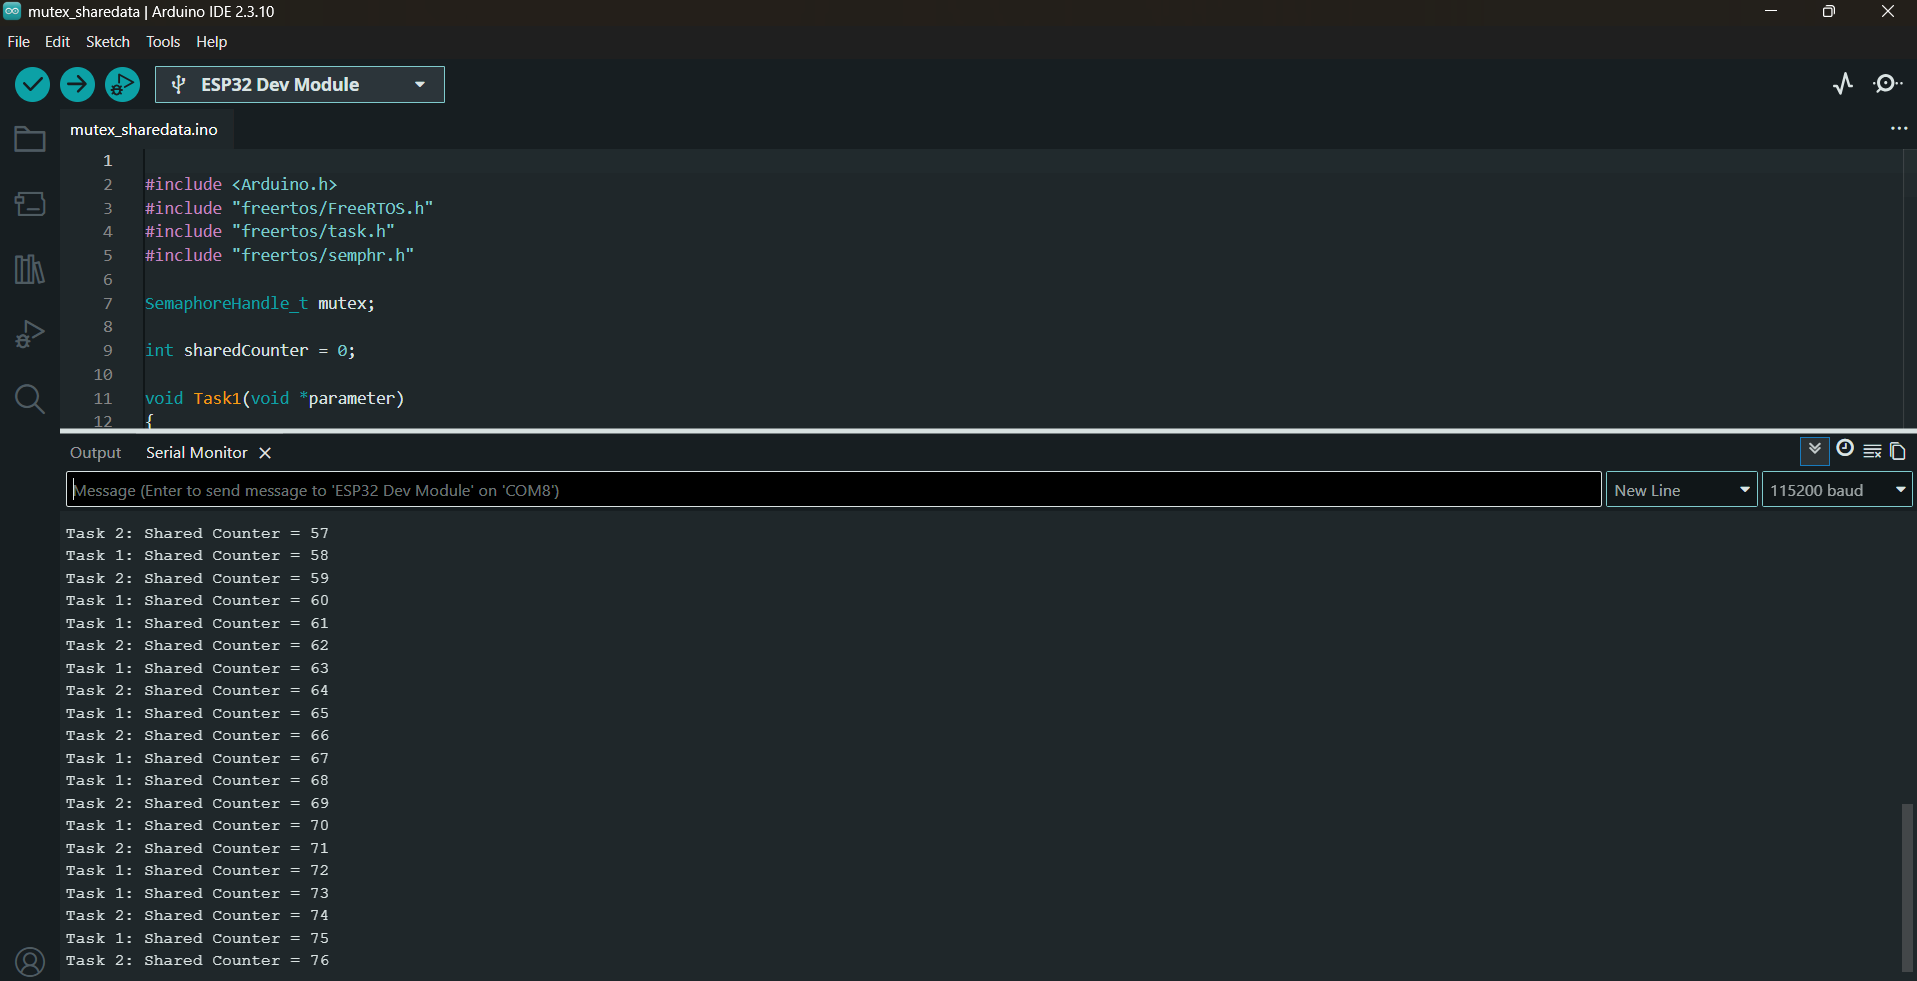 mutex_sharedata | Arduino IDE 2.3.10
File Edit Sketch Tools Help
ESP32 Dev Module
mutex_sharedata.ino
1
2 #include <Arduino.h>
3 #include "freertos/FreeRTOS.h"
4 #include "freertos/task.h"
5 #include "freertos/semphr.h"
6
7 SemaphoreHandle_t mutex;
8
9 int sharedCounter = 0;
10
11 void Task1(void *parameter)
12 {
Output Serial Monitor
Message (Enter to send message to 'ESP32 Dev Module' on 'COM8') New Line 115200 baud
Task 2: Shared Counter = 57
Task 1: Shared Counter = 58
Task 2: Shared Counter = 59
Task 1: Shared Counter = 60
Task 1: Shared Counter = 61
Task 2: Shared Counter = 62
Task 1: Shared Counter = 63
Task 2: Shared Counter = 64
Task 1: Shared Counter = 65
Task 2: Shared Counter = 66
Task 1: Shared Counter = 67
Task 1: Shared Counter = 68
Task 2: Shared Counter = 69
Task 1: Shared Counter = 70
Task 2: Shared Counter = 71
Task 1: Shared Counter = 72
Task 1: Shared Counter = 73
Task 2: Shared Counter = 74
Task 1: Shared Counter = 75
Task 2: Shared Counter = 76